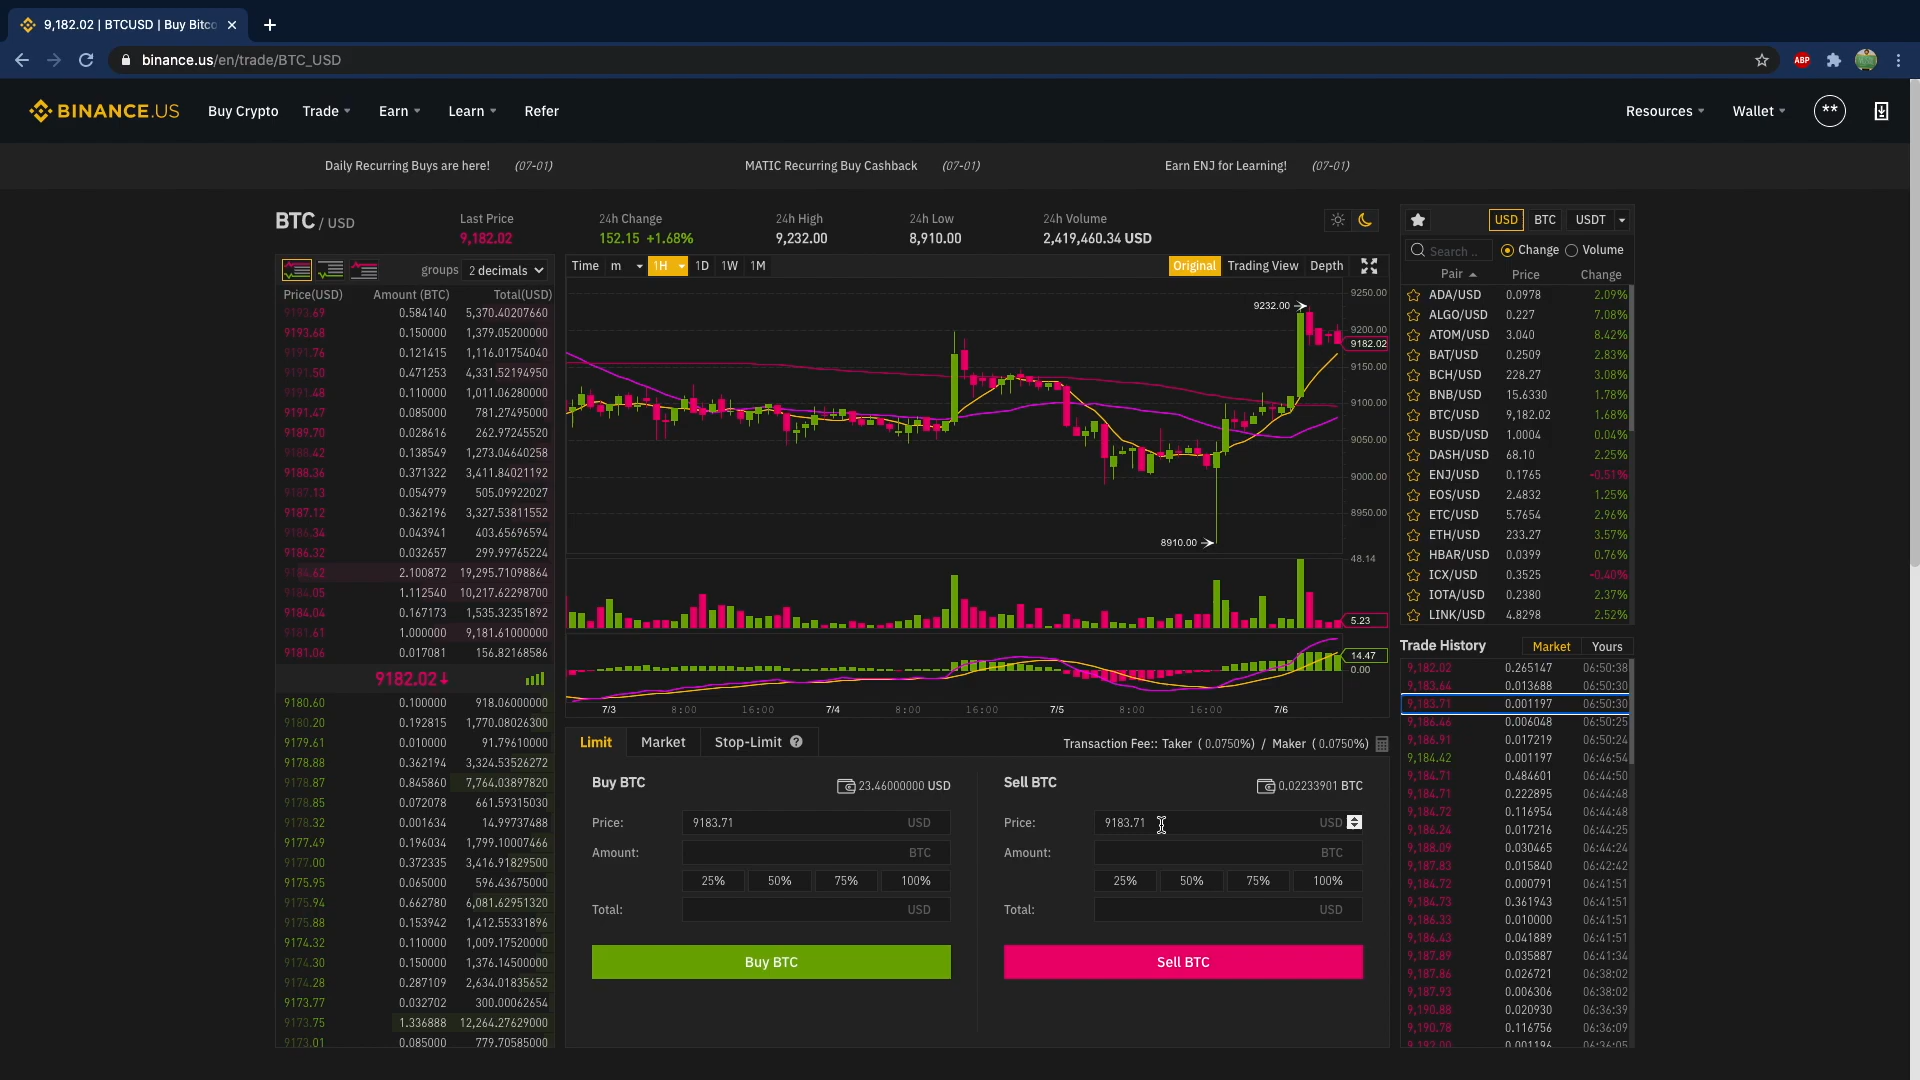 9,182.02 | BTCUSD | Buy Bitco
binance.us/en/trade/BTC_USD
ABP
BINANCE.US Buy Crypto Trade Earn Learn Refer Resources Wallet **
Daily Recurring Buys are here! (07-01) MATIC Recurring Buy Cashback (07-01) Earn ENJ for Learning! (07-01)
BTC / USD
Last Price 24h Change 24h High 24h Low 24h Volume
9,182.02 152.15 +1.68% 9,232.00 8,910.00 2,419,460.34 USD
groups 2 decimals
Price(USD) Amount (BTC) Total(USD)
9193.69 0.584140 5,370.40207660
9193.68 0.150000 1,379.05200000
9191.76 0.121415 1,116.01754040
9191.50 0.471253 4,331.52194950
9191.48 0.110000 1,011.06280000
9191.47 0.085000 781.27495000
9189.70 0.028616 262.97245520
9188.42 0.138549 1,273.04640258
9188.36 0.371322 3,411.84021192
9187.13 0.054979 505.09922027
9187.12 0.362196 3,327.53811552
9186.34 0.043941 403.65696594
9186.32 0.032657 299.99765224
9184.62 2.100872 19,295.71098864
9184.05 1.112540 10,217.62298700
9184.04 0.167173 1,535.32351892
9181.61 1.000000 9,181.61000000
9181.06 0.017081 156.82168586
9182.02↓
9180.60 0.100000 918.06000000
9180.20 0.192815 1,770.08026300
9179.61 0.010000 91.79610000
9178.88 0.362194 3,324.53526272
9178.87 0.845860 7,764.03897820
9178.85 0.072078 661.59315030
9178.32 0.001634 14.99737488
9177.49 0.196034 1,799.10007466
9177.00 0.372335 3,416.91829500
9175.95 0.065000 596.43675000
9175.94 0.662780 6,081.62951320
9175.88 0.153942 1,412.55331896
9174.32 0.110000 1,009.17520000
9174.30 0.150000 1,376.14500000
9174.28 0.287109 2,634.01835652
9173.77 0.032702 300.00062654
9173.75 1.336888 12,264.27629000
9173.01 0.085000 779.70585000
Time m 1H 1D 1W 1M Original Trading View Depth
9250.00
9232.00
9200.00
9182.02
9150.00
9100.00
9050.00
9000.00
8950.00
8910.00
48.14
5.23
14.47
0.00
7/3 8:00 16:00 7/4 8:00 16:00 7/5 8:00 16:00 7/6
Limit Market Stop-Limit ? Transaction Fee:: Taker ( 0.0750%) / Maker ( 0.0750%)
Buy BTC 23.46000000 USD
Price: 9183.71 USD
Amount: BTC
25% 50% 75% 100%
Total: USD
Buy BTC
Sell BTC 0.02233901 BTC
Price: 9183.71 USD
Amount: BTC
25% 50% 75% 100%
Total: USD
Sell BTC
USD BTC USDT
Search .. Change Volume
Pair Price Change
ADA/USD 0.0978 2.09%
ALGO/USD 0.227 7.08%
ATOM/USD 3.040 8.42%
BAT/USD 0.2509 2.83%
BCH/USD 228.27 3.08%
BNB/USD 15.6330 1.78%
BTC/USD 9,182.02 1.68%
BUSD/USD 1.0004 0.04%
DASH/USD 68.10 2.25%
ENJ/USD 0.1765 -0.51%
EOS/USD 2.4832 1.25%
ETC/USD 5.7654 2.96%
ETH/USD 233.27 3.57%
HBAR/USD 0.0399 0.76%
ICX/USD 0.3525 -0.40%
IOTA/USD 0.2380 2.37%
LINK/USD 4.8298 2.52%
Trade History Market Yours
9,182.02 0.265147 06:50:38
9,183.64 0.013688 06:50:30
9,183.71 0.001197 06:50:30
9,186.46 0.006048 06:50:25
9,186.91 0.017219 06:50:24
9,184.42 0.001197 06:46:54
9,184.71 0.484601 06:44:50
9,184.71 0.222895 06:44:48
9,184.72 0.116954 06:44:48
9,186.24 0.017216 06:44:25
9,188.09 0.030465 06:44:24
9,187.83 0.015840 06:42:42
9,184.72 0.000791 06:41:51
9,184.73 0.361943 06:41:51
9,186.33 0.010000 06:41:51
9,186.43 0.041889 06:41:51
9,187.89 0.035887 06:41:34
9,187.86 0.026721 06:38:02
9,187.93 0.006306 06:38:02
9,190.88 0.020930 06:36:39
9,190.78 0.116756 06:36:09
9,192.00 0.001196 06:36:05